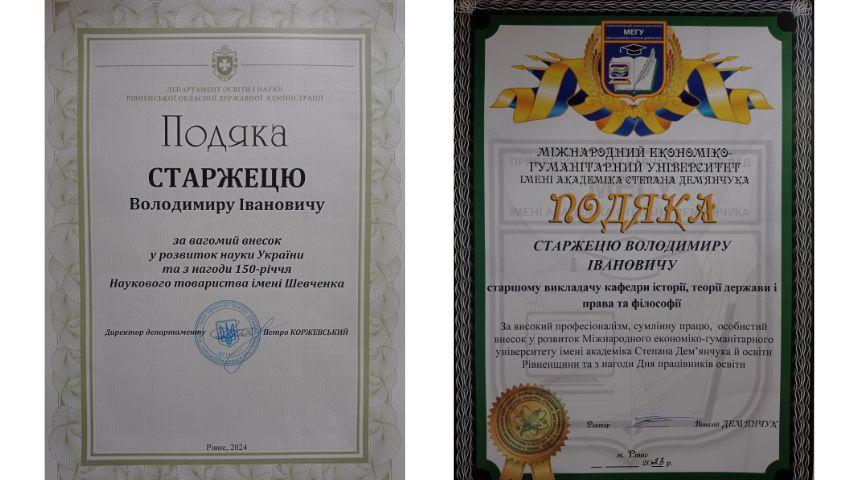 ДЕПАРТАМЕНТ ОСВІТИ І НАУКИ
РІВНЕНСЬКОЇ ОБЛАСНОЇ ДЕРЖАВНОЇ АДМІНІСТРАЦІЇ
Подяка
СТАРЖЕЦЮ
Володимиру Івановичу
за вагомий внесок
у розвиток науки України
та з нагоди 150-річчя
Наукового товариства імені Шевченка
Директор департаменту Петро КОРЖЕВСЬКИЙ
Рівне, 2024
МЕГУ
МІЖНАРОДНИЙ ЕКОНОМІКО-
ГУМАНІТАРНИЙ УНІВЕРСИТЕТ
ІМЕНІ АКАДЕМІКА СТЕПАНА ДЕМ'ЯНЧУКА
ПОДЯКА
СТАРЖЕЦЮ ВОЛОДИМИРУ
ІВАНОВИЧУ
старшому викладачу кафедри історії, теорії держави і
права та філософії
За високий професіоналізм, сумлінну працю, особистий
внесок у розвиток Міжнародного економіко-гуманітарного
університету імені академіка Степана Дем'янчука й освіти
Рівненщини та з нагоди Дня працівників освіти
Ректор Віталій ДЕМ'ЯНЧУК
м. Рівне
2023 р.